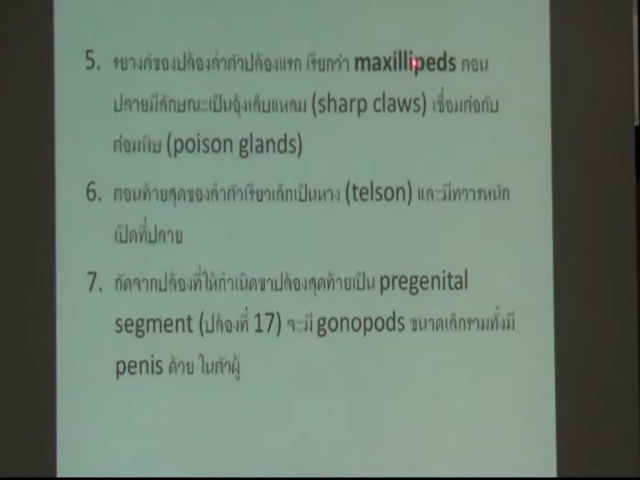 5. รยางค์ของปล้องลำตัวปล้องแรก เรียกว่า maxillipeds ตอน
ปลายมีลักษณะเป็นอุ้งเล็บแหลม (sharp claws) เชื่อมต่อกับ
ต่อมพิษ (poison glands)
6. ตอนท้ายสุดของลำตัวเรียวเล็กเป็นหาง (telson) และมีทวารหนัก
เปิดที่ปลาย
7. ถัดจากปล้องที่ให้กำเนิดขาปล้องสุดท้ายเป็น pregenital
segment (ปล้องที่ 17) จะมี gonopods ขนาดเล็กรวมทั้งมี
penis ด้วย ในตัวผู้